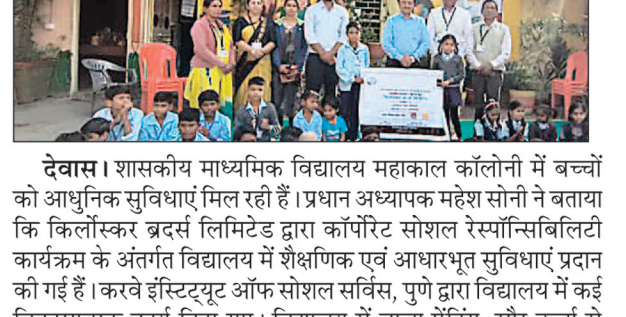 देवास। शासकीय माध्यमिक विद्यालय महाकाल कॉलोनी में बच्चों
को आधुनिक सुविधाएं मिल रही हैं। प्रधान अध्यापक महेश सोनी ने बताया
कि किर्लोस्कर ब्रदर्स लिमिटेड द्वारा कॉर्पोरेट सोशल रेस्पॉन्सिबिलिटी
कार्यक्रम के अंतर्गत विद्यालय में शैक्षणिक एवं आधारभूत सुविधाएं प्रदान
की गई हैं। करवे इंस्टिट्यूट ऑफ सोशल सर्विस, पुणे द्वारा विद्यालय में कई